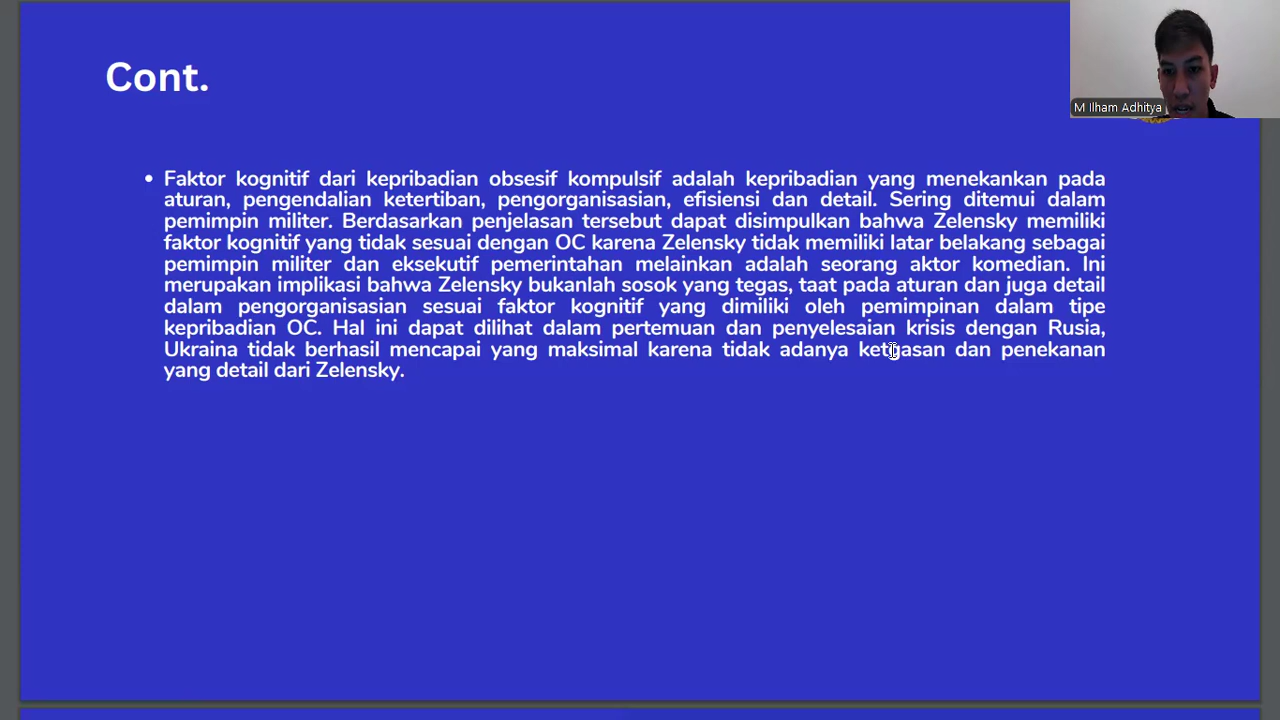 Cont.
M Ilham Adhitya
• Faktor kognitif dari kepribadian obsesif kompulsif adalah kepribadian yang menekankan pada
aturan, pengendalian ketertiban, pengorganisasian, efisiensi dan detail. Sering ditemui dalam
pemimpin militer. Berdasarkan penjelasan tersebut dapat disimpulkan bahwa Zelensky memiliki
faktor kognitif yang tidak sesuai dengan OC karena Zelensky tidak memiliki latar belakang sebagai
pemimpin militer dan eksekutif pemerintahan melainkan adalah seorang aktor komedian. Ini
merupakan implikasi bahwa Zelensky bukanlah sosok yang tegas, taat pada aturan dan juga detail
dalam pengorganisasian sesuai faktor kognitif yang dimiliki oleh pemimpinan dalam tipe
kepribadian OC. Hal ini dapat dilihat dalam pertemuan dan penyelesaian krisis dengan Rusia,
Ukraina tidak berhasil mencapai yang maksimal karena tidak adanya dan penekanan
yang detail dari Zelensky.